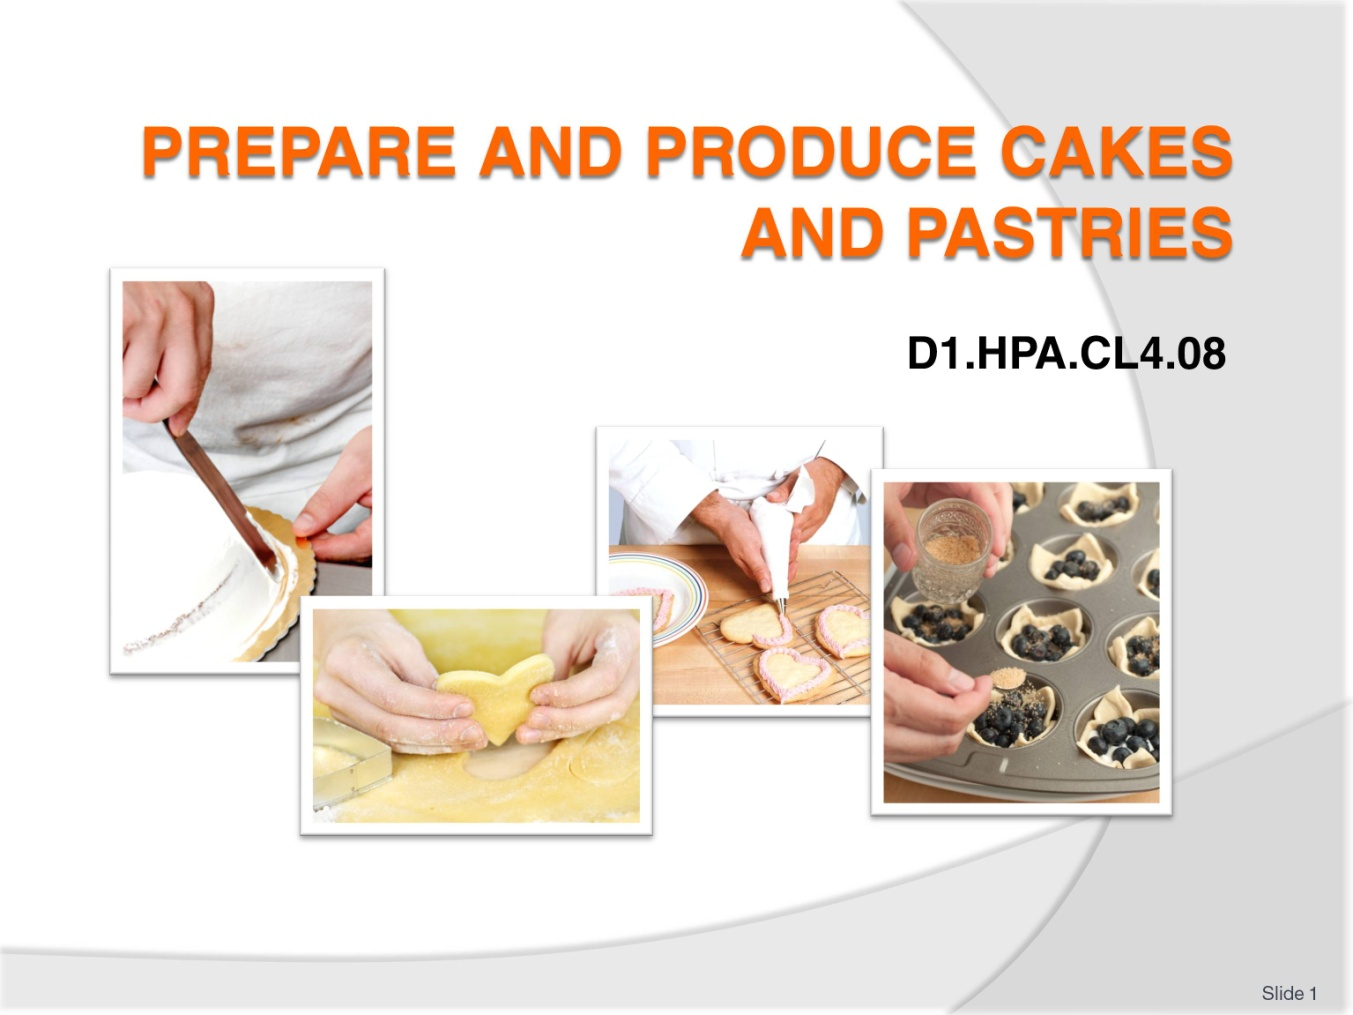 PREPARE AND PRODUCE CAKES
AND PASTRIES
D1.HPA.CL4.08
Slide 1